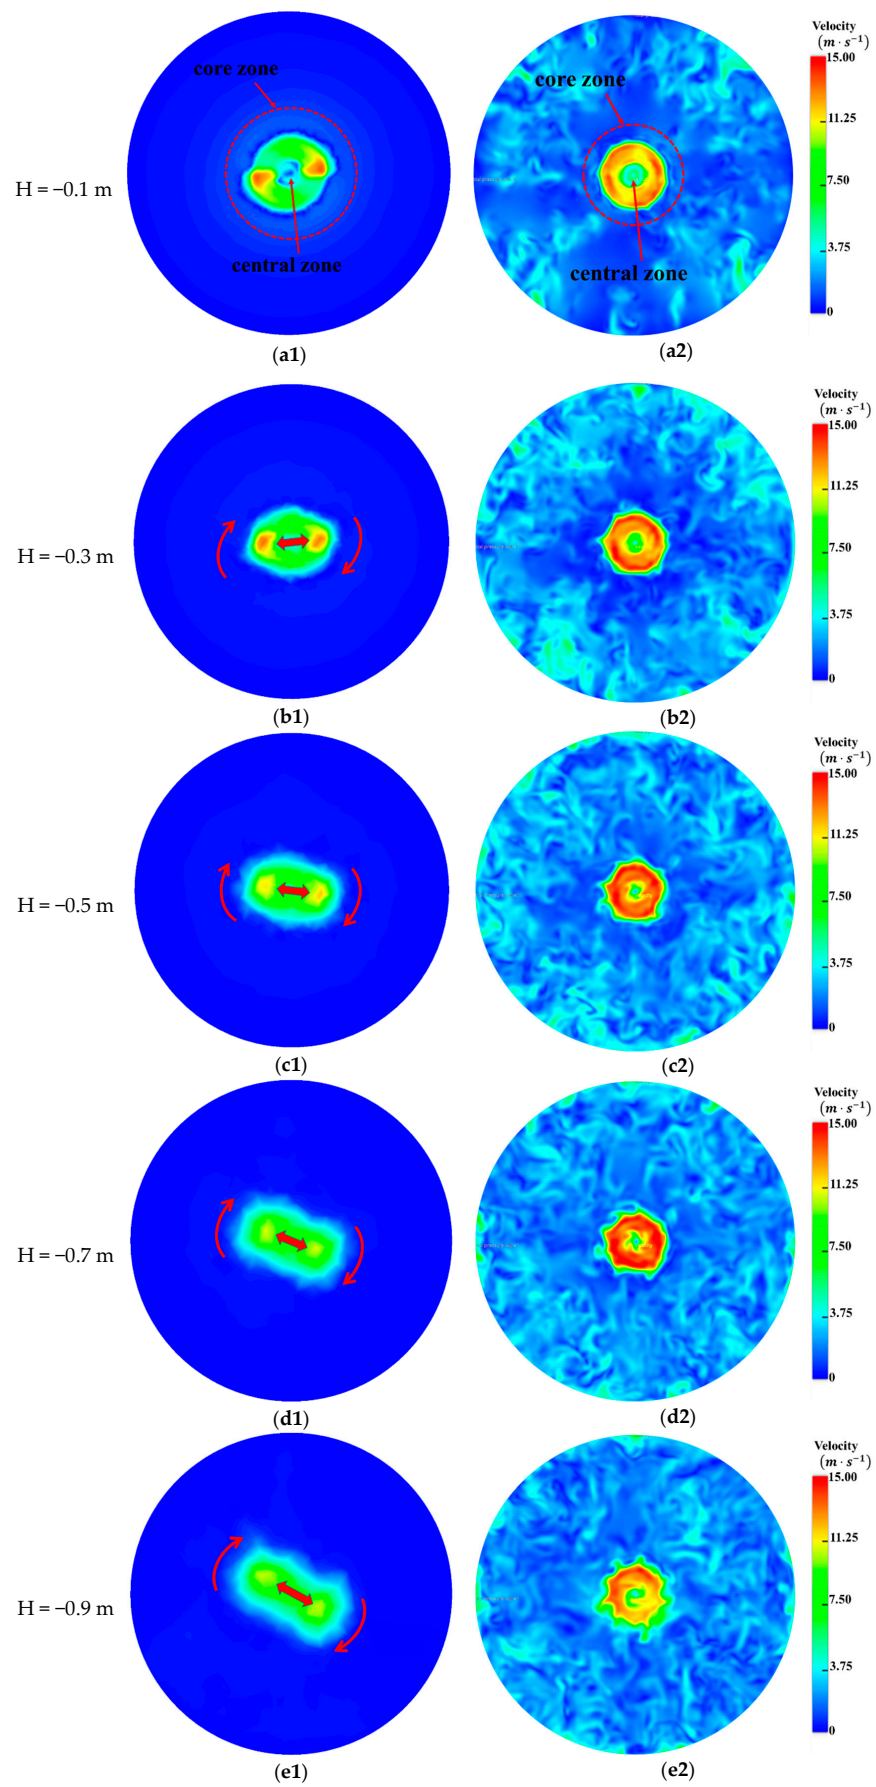 Velocity
(m · s⁻¹)
15.00
core zone
core zone
11.25
H = −0.1 m
7.50
central zone
central zone
3.75
0
(a1)
(a2)
Velocity
(m · s⁻¹)
15.00
11.25
H = −0.3 m
7.50
3.75
0
(b1)
(b2)
Velocity
(m · s⁻¹)
15.00
11.25
H = −0.5 m
7.50
3.75
0
(c1)
(c2)
Velocity
(m · s⁻¹)
15.00
11.25
H = −0.7 m
7.50
3.75
0
(d1)
(d2)
Velocity
(m · s⁻¹)
15.00
11.25
H = −0.9 m
7.50
3.75
0
(e1)
(e2)